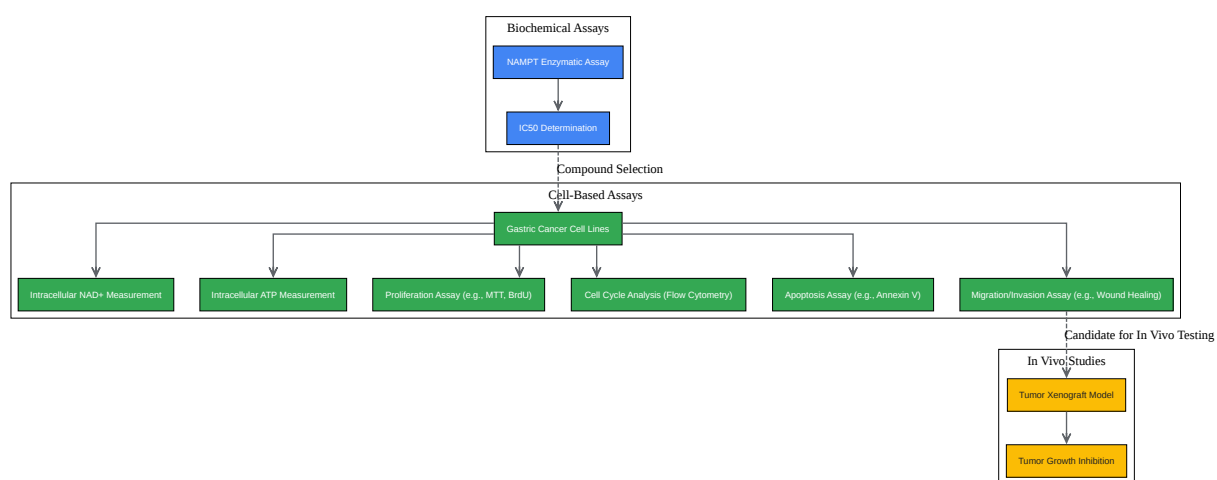 Biochemical Assays
NAMPT Enzymatic Assay
IC50 Determination
Compound Selection
Cell-Based Assays
Gastric Cancer Cell Lines
Intracellular NAD+ Measurement
Intracellular ATP Measurement
Proliferation Assay (e.g., MTT, BrdU)
Cell Cycle Analysis (Flow Cytometry)
Apoptosis Assay (e.g., Annexin V)
Migration/Invasion Assay (e.g., Wound Healing)
Candidate for In Vivo Testing
In Vivo Studies
Tumor Xenograft Model
Tumor Growth Inhibition